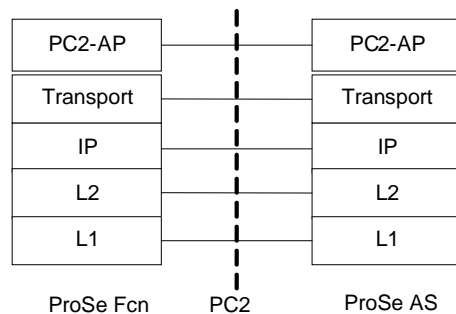 PC2-AP PC2-AP
Transport Transport
IP IP
L2 L2
L1 L1
ProSe Fcn PC2 ProSe AS